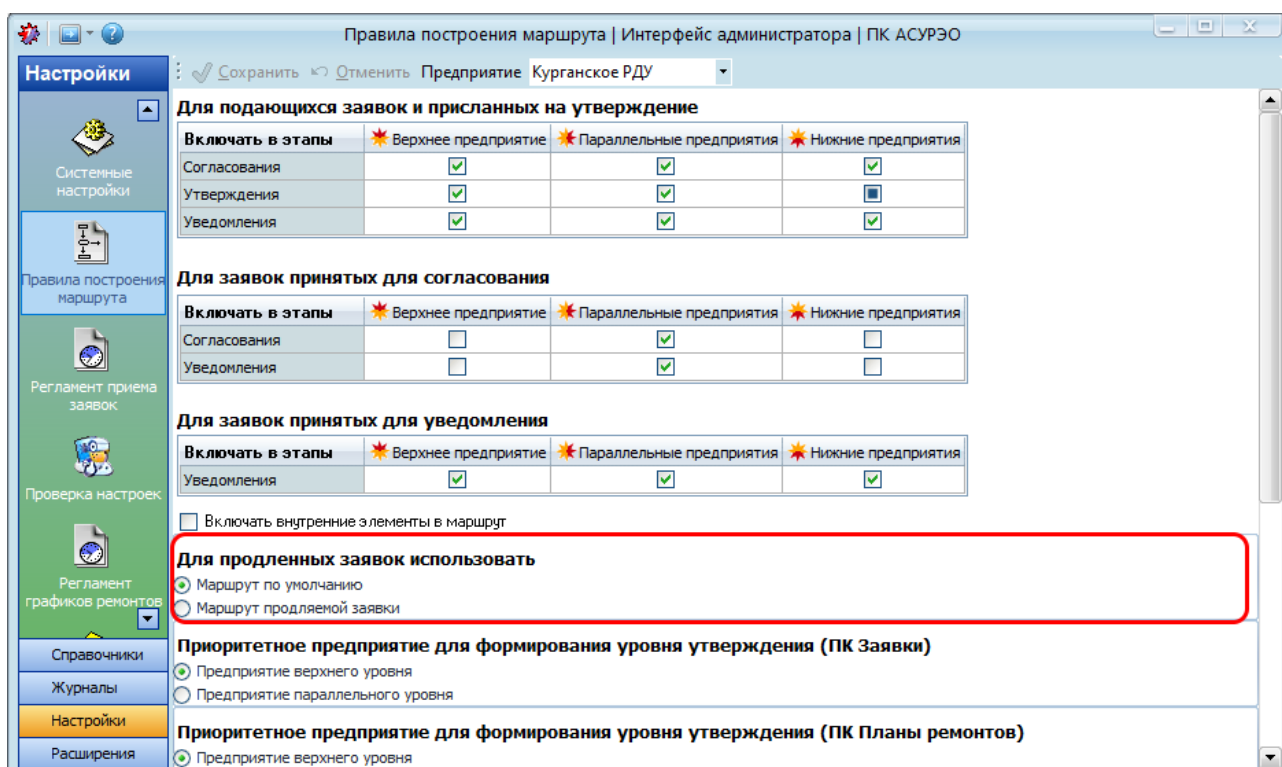 Правила построения маршрута | Интерфейс администратора | ПК АСУРЭО
Настройки
Сохранить Отменить Предприятие Курганское РДУ
Системные
настройки
Правила построения
маршрута
Регламент приема
заявок
Проверка настроек
Регламент
графиков ремонтов
Справочники
Журналы
Настройки
Расширения
Для подающихся заявок и присланных на утверждение
Включать в этапы Верхнее предприятие Параллельные предприятия Нижние предприятия
Согласования
Утверждения
Уведомления
Для заявок принятых для согласования
Включать в этапы Верхнее предприятие Параллельные предприятия Нижние предприятия
Согласования
Уведомления
Для заявок принятых для уведомления
Включать в этапы Верхнее предприятие Параллельные предприятия Нижние предприятия
Уведомления
Включать внутренние элементы в маршрут
Для продленных заявок использовать
Маршрут по умолчанию
Маршрут продляемой заявки
Приоритетное предприятие для формирования уровня утверждения (ПК Заявки)
Предприятие верхнего уровня
Предприятие параллельного уровня
Приоритетное предприятие для формирования уровня утверждения (ПК Планы ремонтов)
Предприятие верхнего уровня